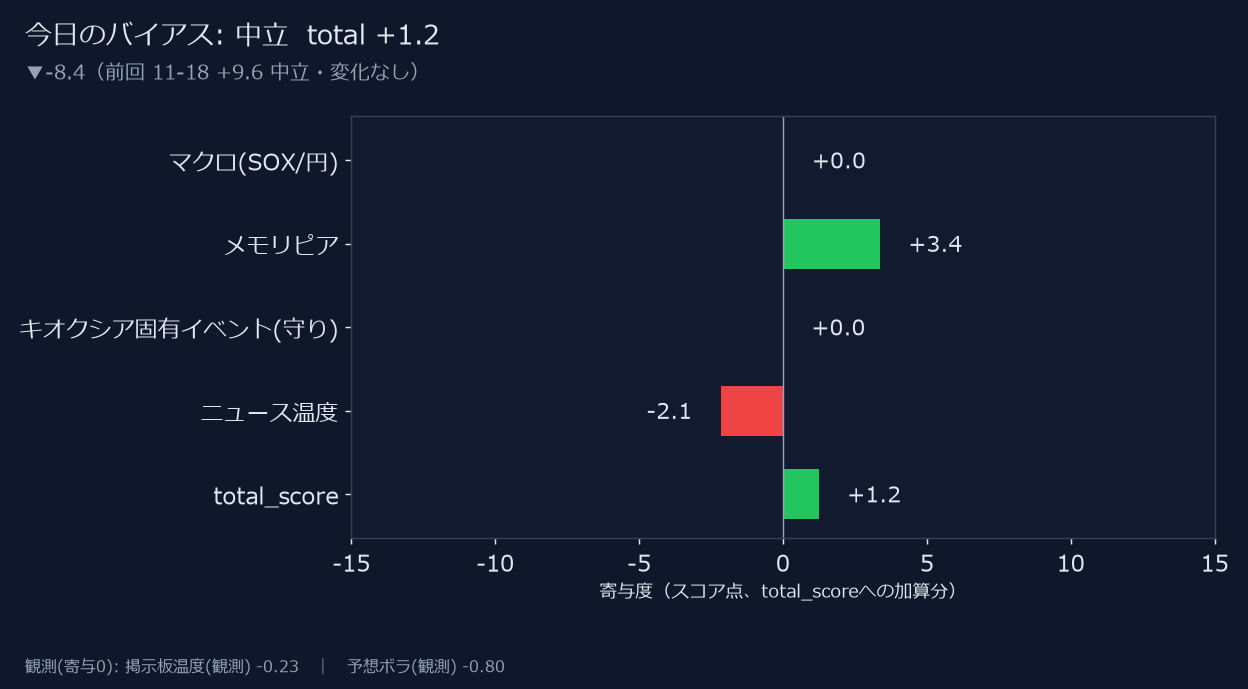 今日のバイアス: 中立  total +1.2
▼-8.4（前回 11-18 +9.6 中立・変化なし）
マクロ(SOX/円) +0.0
メモリピア +3.4
キオクシア固有イベント(守り) +0.0
ニュース温度 -2.1
total_score +1.2
-15 -10 -5 0 5 10 15
寄与度（スコア点、total_scoreへの加算分）
観測(寄与0): 掲示板温度(観測) -0.23 ｜ 予想ボラ(観測) -0.80